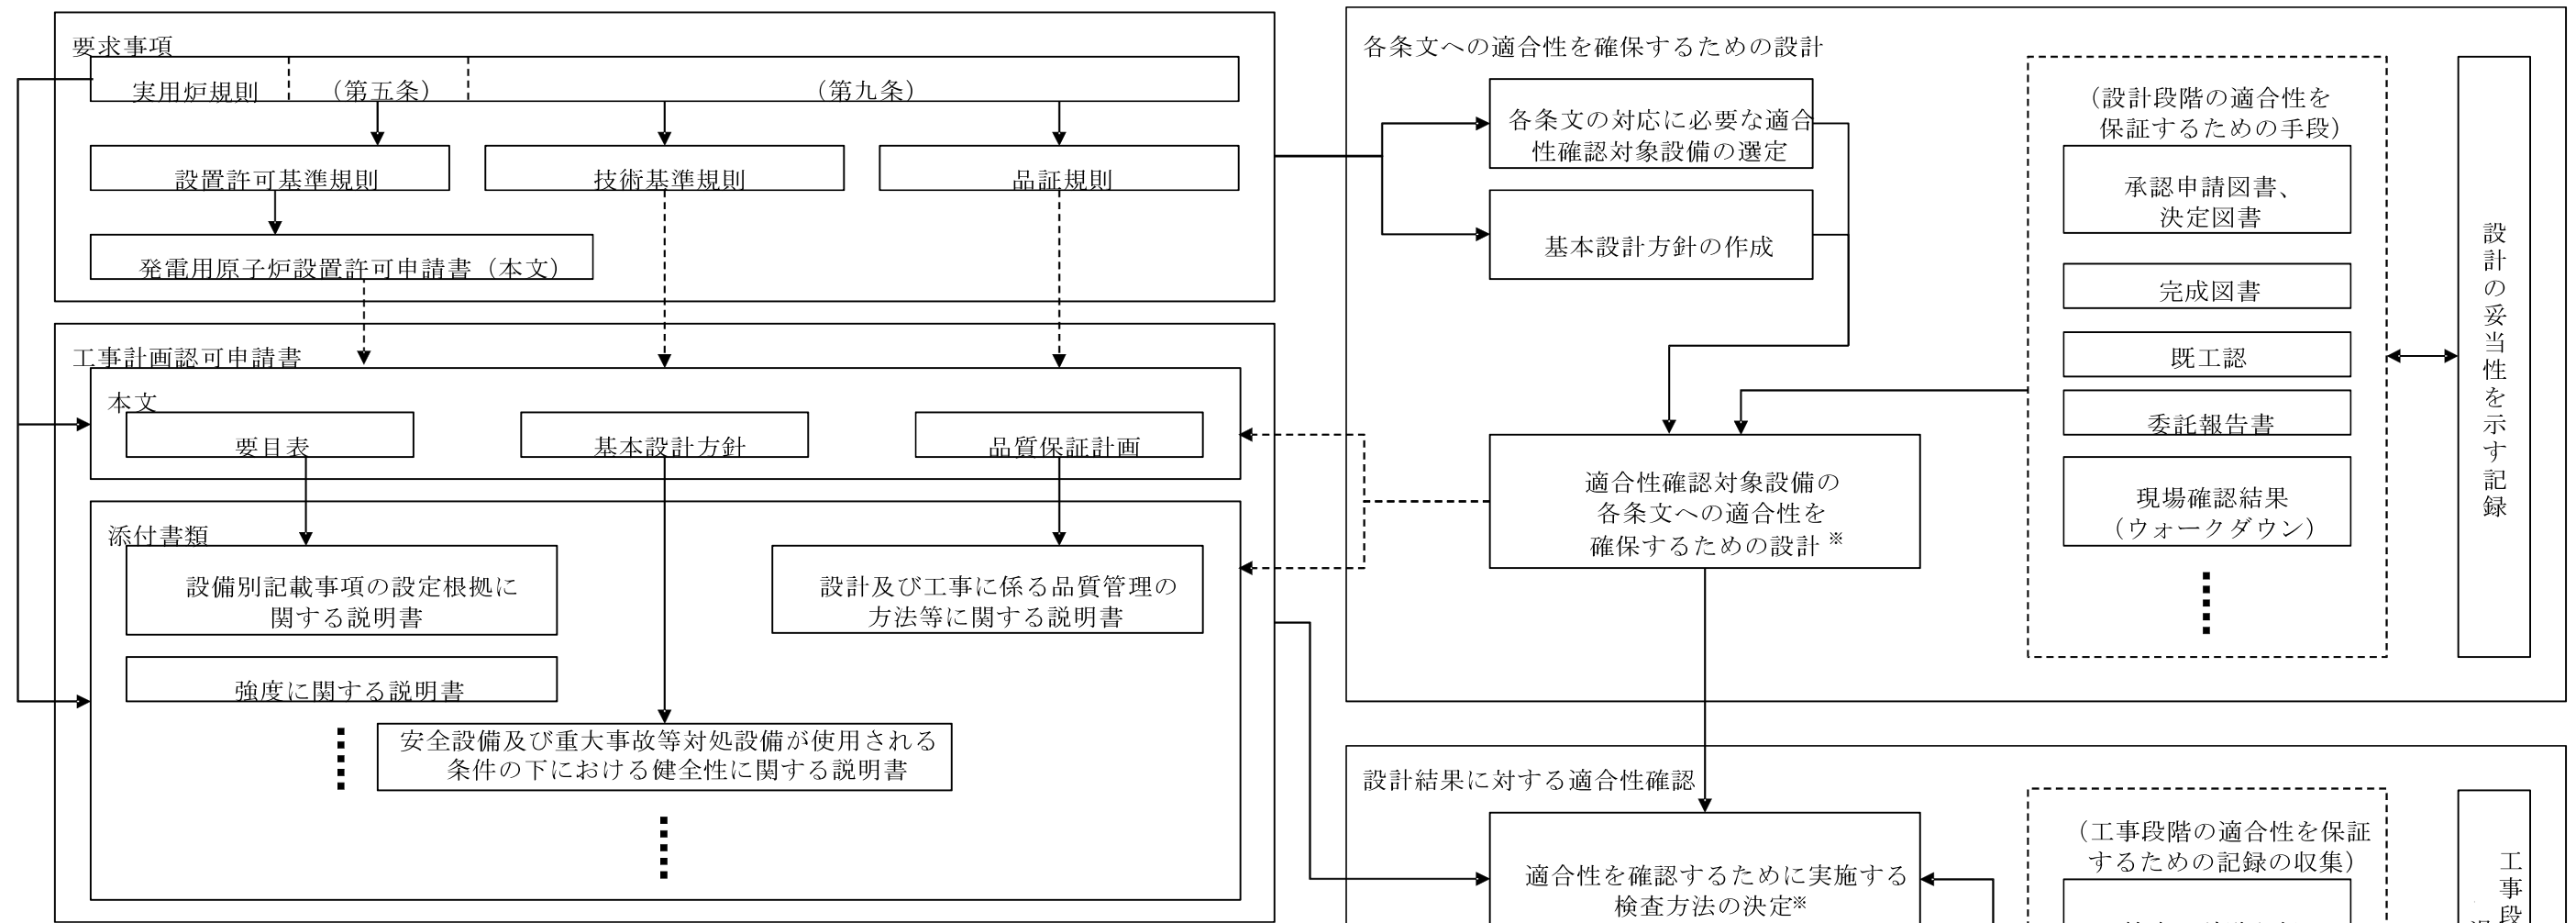 要求事項
実用炉規則
（第五条）
（第九条）
設置許可基準規則
技術基準規則
品証規則
発電用原子炉設置許可申請書（本文）
工事計画認可申請書
本文
要目表
基本設計方針
品質保証計画
添付書類
設備別記載事項の設定根拠に
関する説明書
設計及び工事に係る品質管理の
方法等に関する説明書
強度に関する説明書
安全設備及び重大事故等対処設備が使用される
条件の下における健全性に関する説明書
各条文への適合性を確保するための設計
各条文の対応に必要な適合
性確認対象設備の選定
基本設計方針の作成
適合性確認対象設備の
各条文への適合性を
確保するための設計※
（設計段階の適合性を
保証するための手段）
承認申請図書、
決定図書
完成図書
既工認
委託報告書
現場確認結果
（ウォークダウン）
設計の妥当性を示す記録
設計結果に対する適合性確認
適合性を確認するために実施する
検査方法の決定※
（工事段階の適合性を保証
するための記録の収集）
工事段